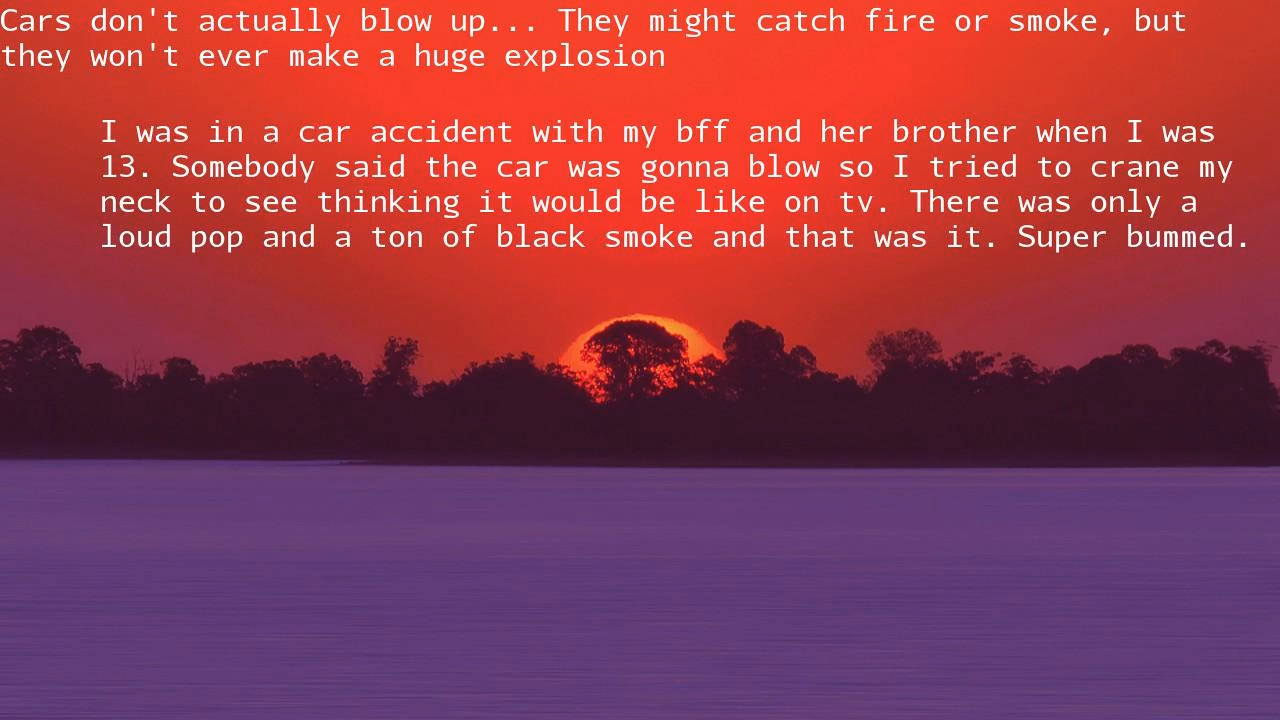 Cars don't actually blow up... They might catch fire or smoke, but
they won't ever make a huge explosion
I was in a car accident with my bff and her brother when I was
13. Somebody said the car was gonna blow so I tried to crane my
neck to see thinking it would be like on tv. There was only a
loud pop and a ton of black smoke and that was it. Super bummed.